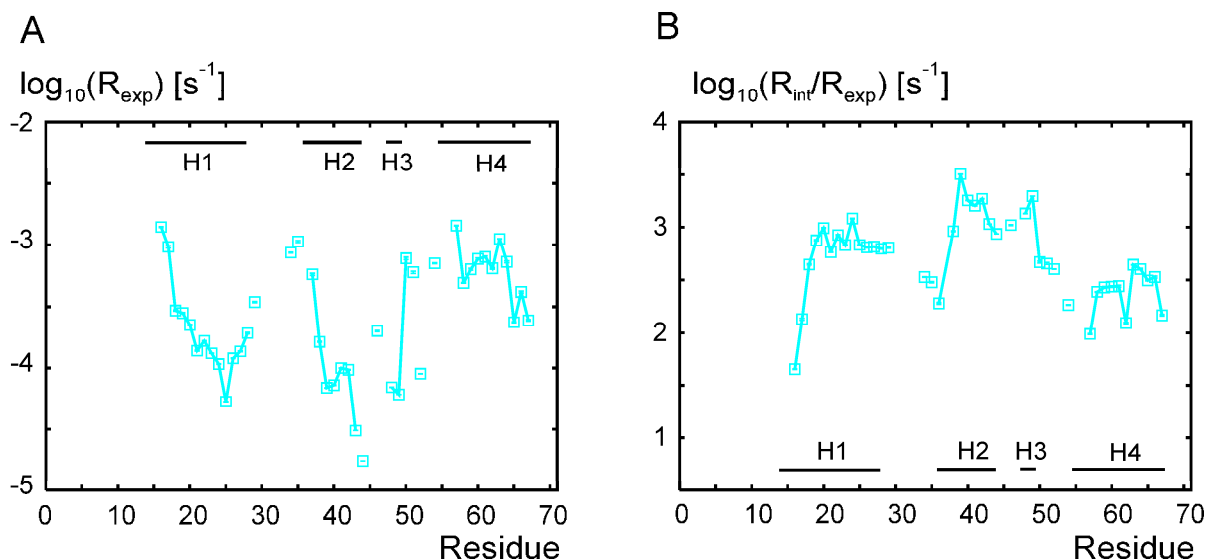 A
log₁₀(Rexp) [s⁻¹]
-2
-3
-4
-5
H1 H2 H3 H4
0 10 20 30 40 50 60 70
Residue
B
log₁₀(Rint/Rexp) [s⁻¹]
4
3
2
1
H1 H2 H3 H4
0 10 20 30 40 50 60 70
Residue